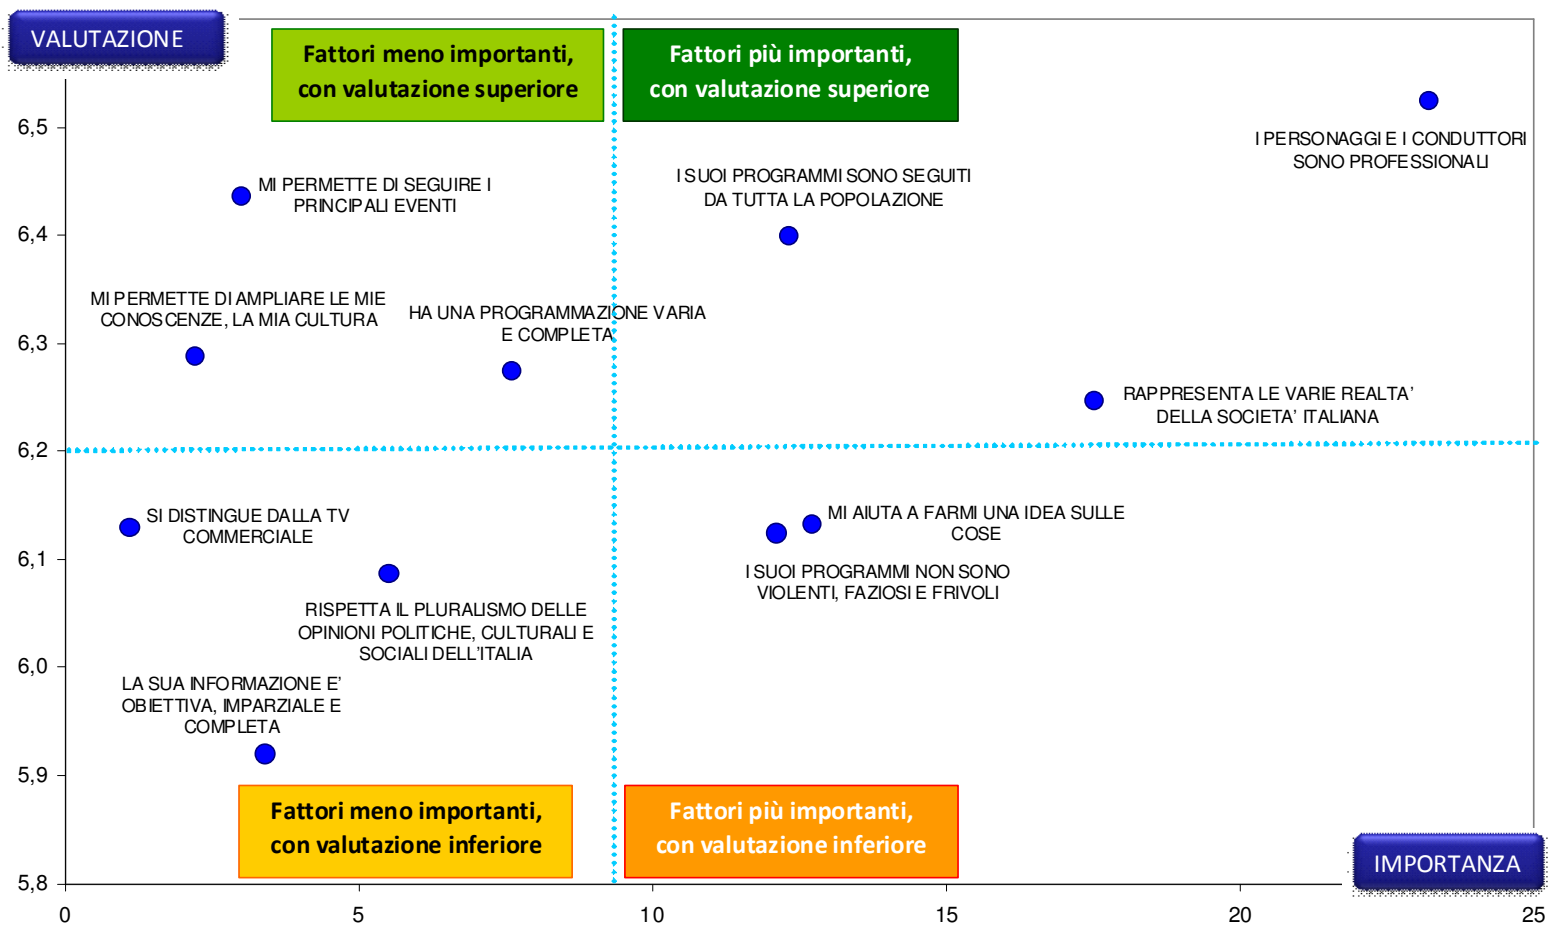 VALUTAZIONE
Fattori meno importanti,
con valutazione superiore
Fattori più importanti,
con valutazione superiore
6,5
I PERSONAGGI E I CONDUTTORI
SONO PROFESSIONALI
MI PERMETTE DI SEGUIRE I
PRINCIPALI EVENTI
I SUOI PROGRAMMI SONO SEGUITI
DA TUTTA LA POPOLAZIONE
6,4
MI PERMETTE DI AMPLIARE LE MIE
CONOSCENZE, LA MIA CULTURA
HA UNA PROGRAMMAZIONE VARIA
E COMPLETA
6,3
RAPPRESENTA LE VARIE REALTA’
DELLA SOCIETA’ ITALIANA
6,2
SI DISTINGUE DALLA TV
COMMERCIALE
MI AIUTA A FARMI UNA IDEA SULLE
COSE
6,1
I SUOI PROGRAMMI NON SONO
VIOLENTI, FAZIOSI E FRIVOLI
RISPETTA IL PLURALISMO DELLE
OPINIONI POLITICHE, CULTURALI E
SOCIALI DELL’ITALIA
6,0
LA SUA INFORMAZIONE E’
OBIETTIVA, IMPARZIALE E
COMPLETA
5,9
Fattori meno importanti,
con valutazione inferiore
Fattori più importanti,
con valutazione inferiore
IMPORTANZA
5,8
0 5 10 15 20 25